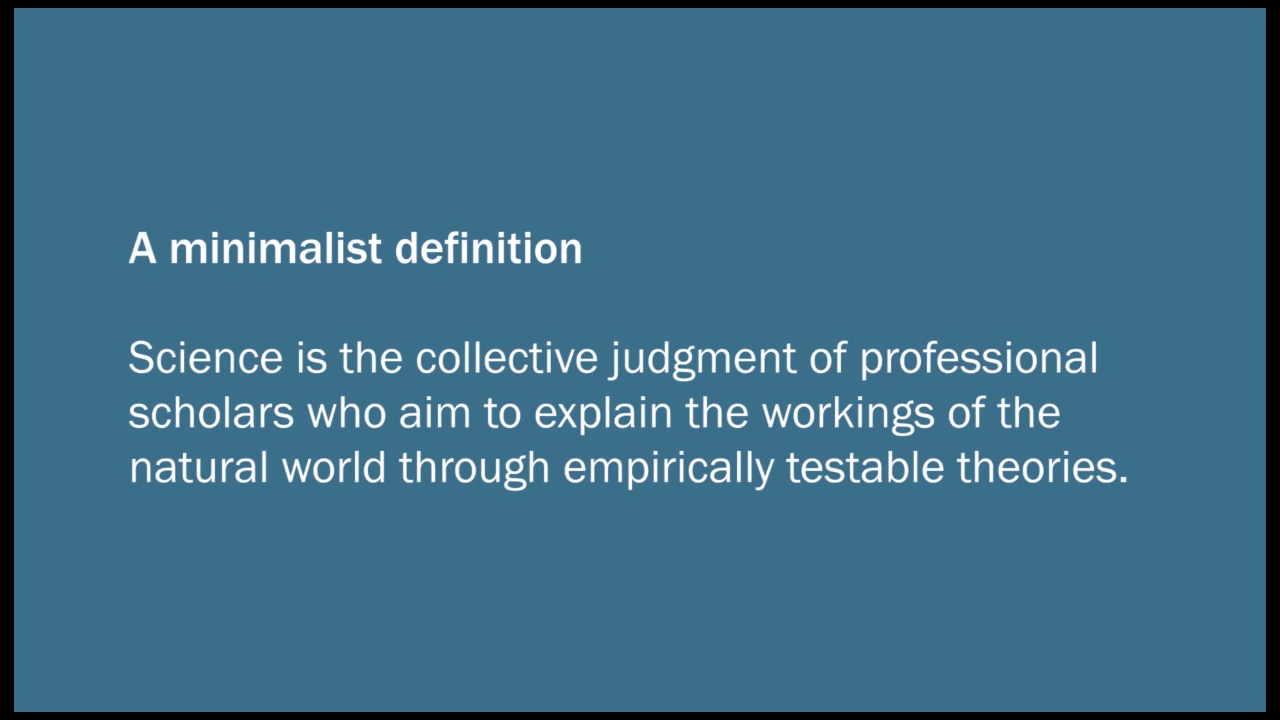 A minimalist definition
Science is the collective judgment of professional
scholars who aim to explain the workings of the
natural world through empirically testable theories.